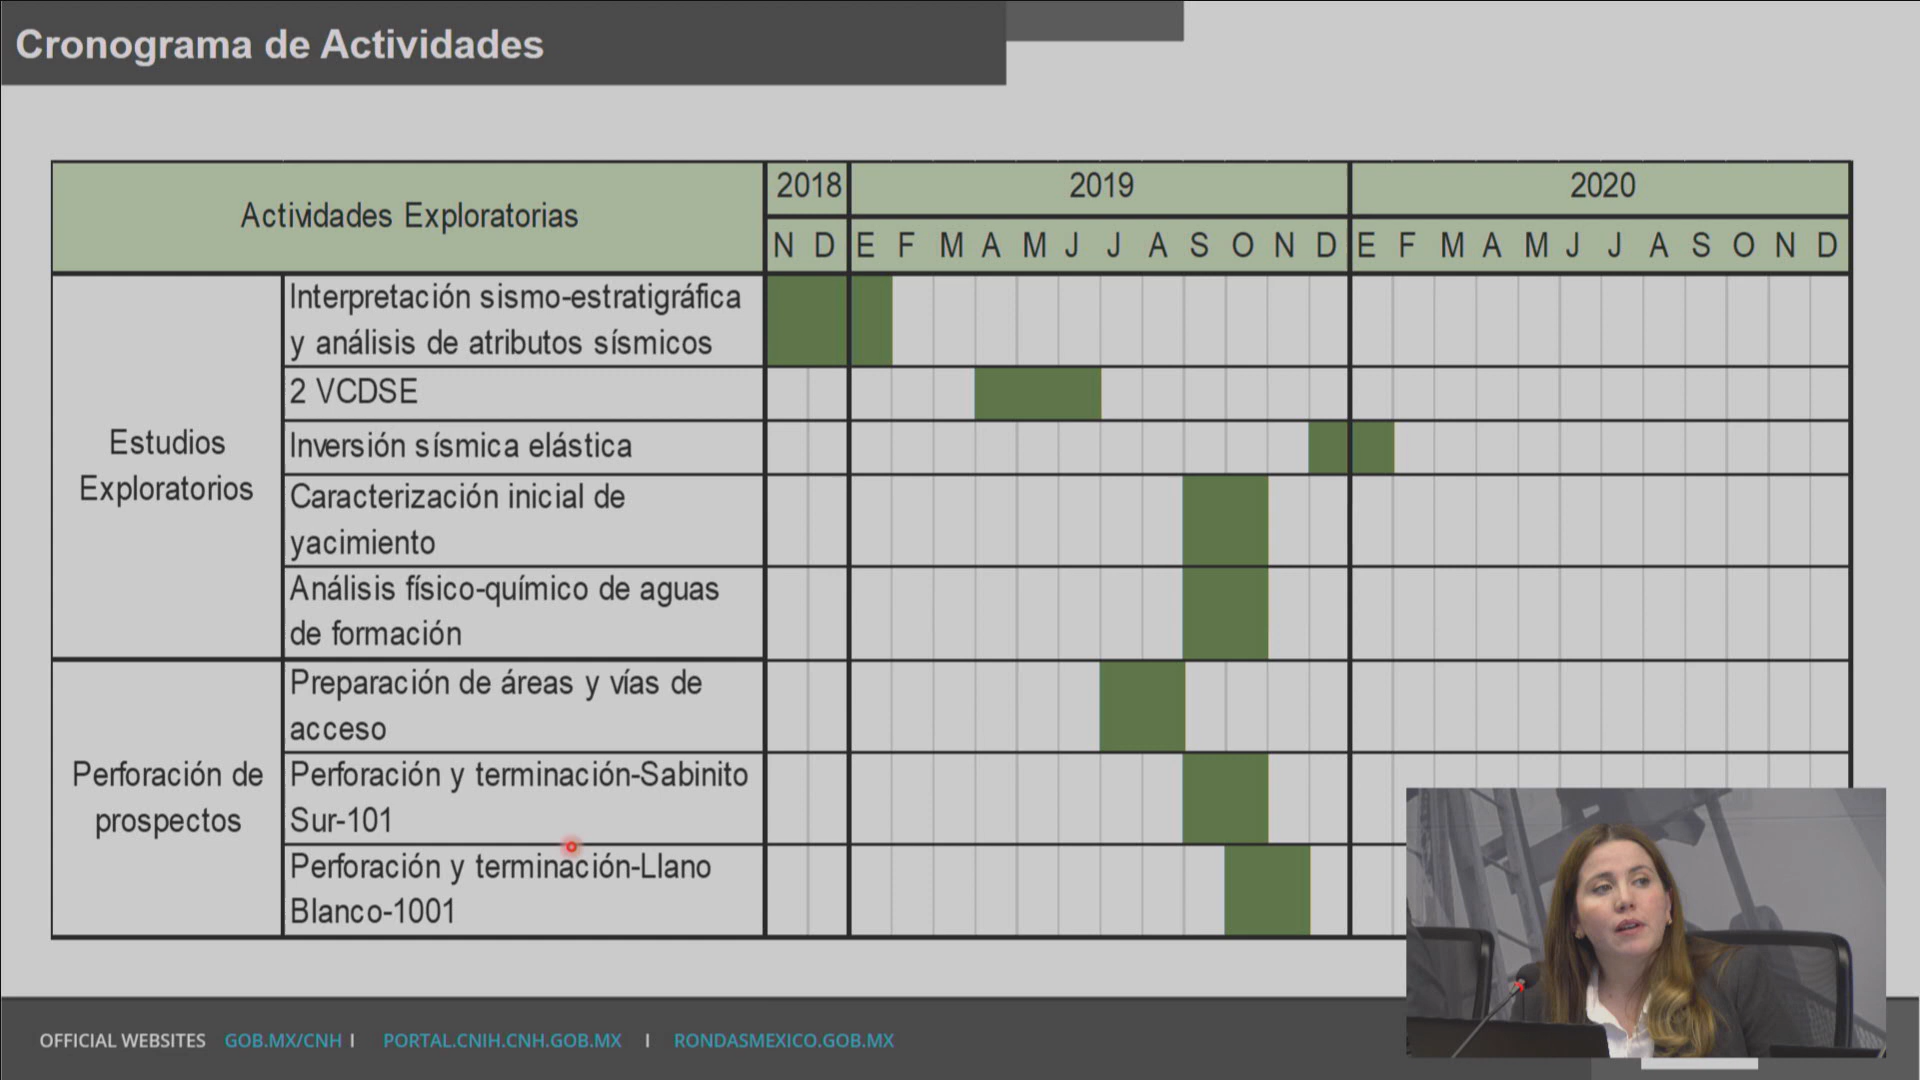 Cronograma de Actividades
Actividades Exploratorias
2018
2019
2020
N D E F M A M J J A S O N D E F M A M J J A S O N D
Estudios
Exploratorios
Interpretación sismo-estratigráfica
y análisis de atributos sísmicos
2 VCDSE
Inversión sísmica elástica
Caracterización inicial de
yacimiento
Análisis físico-químico de aguas
de formación
Perforación de
prospectos
Preparación de áreas y vías de
acceso
Perforación y terminación-Sabinito
Sur-101
Perforación y terminación-Llano
Blanco-1001
OFFICIAL WEBSITES GOB.MX/CNH I PORTAL.CNIH.CNH.GOB.MX I RONDASMEXICO.GOB.MX